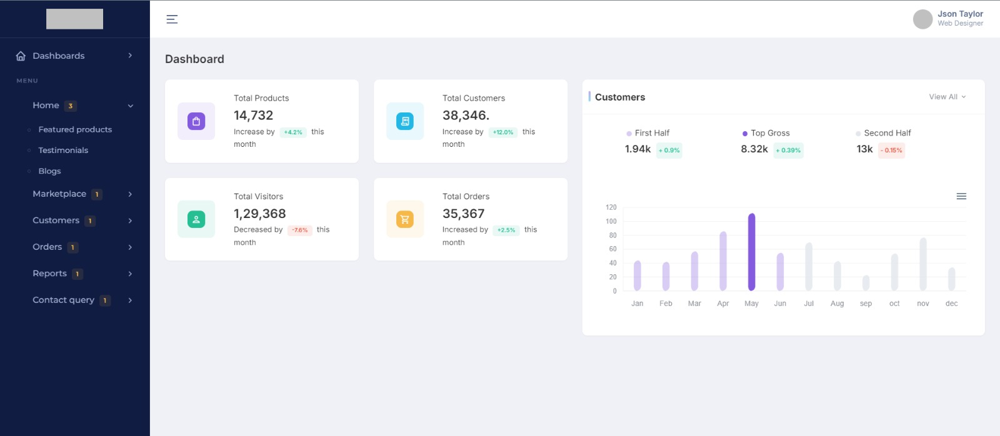 Json Taylor
Web Designer
Dashboards
MENU
Home 3
Featured products
Testimonials
Blogs
Marketplace 1
Customers 1
Orders 1
Reports 1
Contact query 1
Dashboard
Total Products
14,732
Increase by +4.2% this
month
Total Customers
38,346.
Increase by +12.0% this
month
Total Visitors
1,29,368
Decreased by -7.6% this
month
Total Orders
35,367
Increased by +2.5% this
month
Customers
View All
First Half
1.94k + 0.9%
Top Gross
8.32k + 0.39%
Second Half
13k - 0.15%
120
100
80
60
40
20
0
Jan Feb Mar Apr May Jun Jul Aug sep oct nov dec